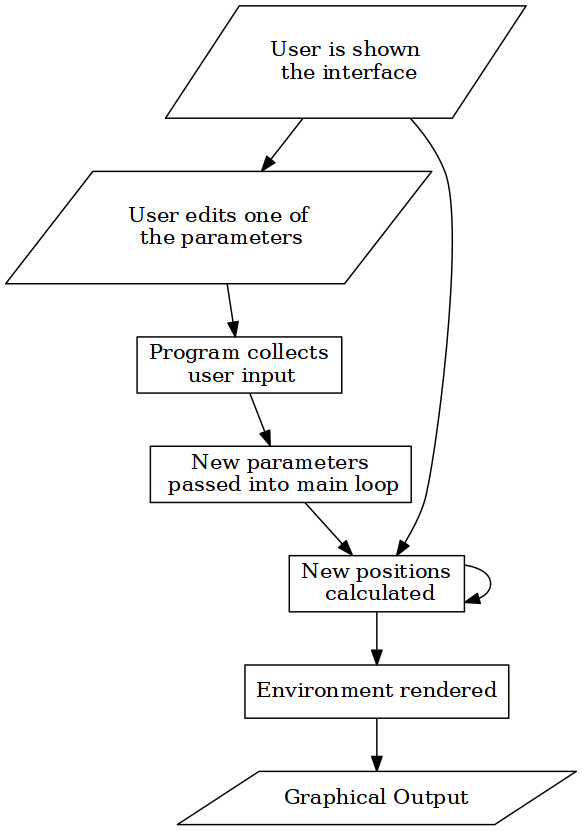 User is shown
the interface
User edits one of
the parameters
Program collects
user input
New parameters
passed into main loop
New positions
calculated
Environment rendered
Graphical Output